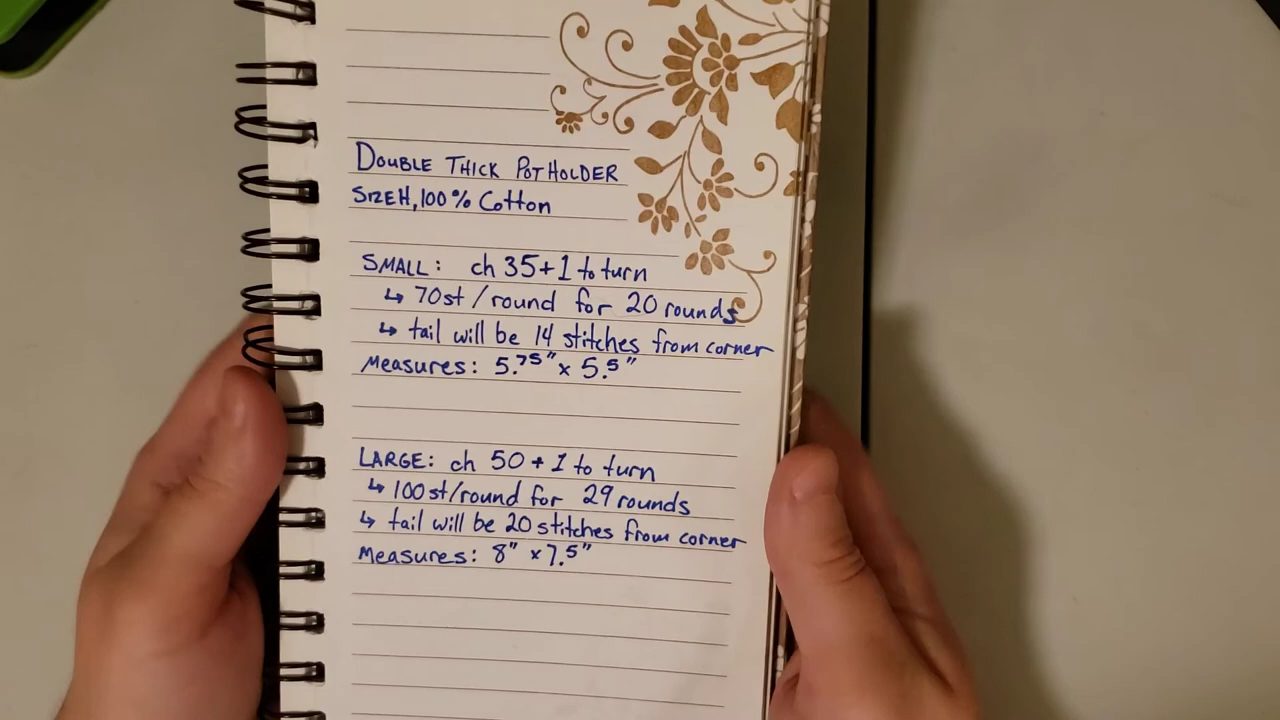 DOUBLE THICK POTHOLDER
SIZE H, 100% Cotton
SMALL: ch 35+1 to turn
↳ 70st/round for 20 rounds
↳ tail will be 14 stitches from corner
Measures: 5.75" x 5.5"
LARGE: ch 50+1 to turn
↳ 100st/round for 29 rounds
↳ tail will be 20 stitches from corner
Measures: 8" x 7.5"